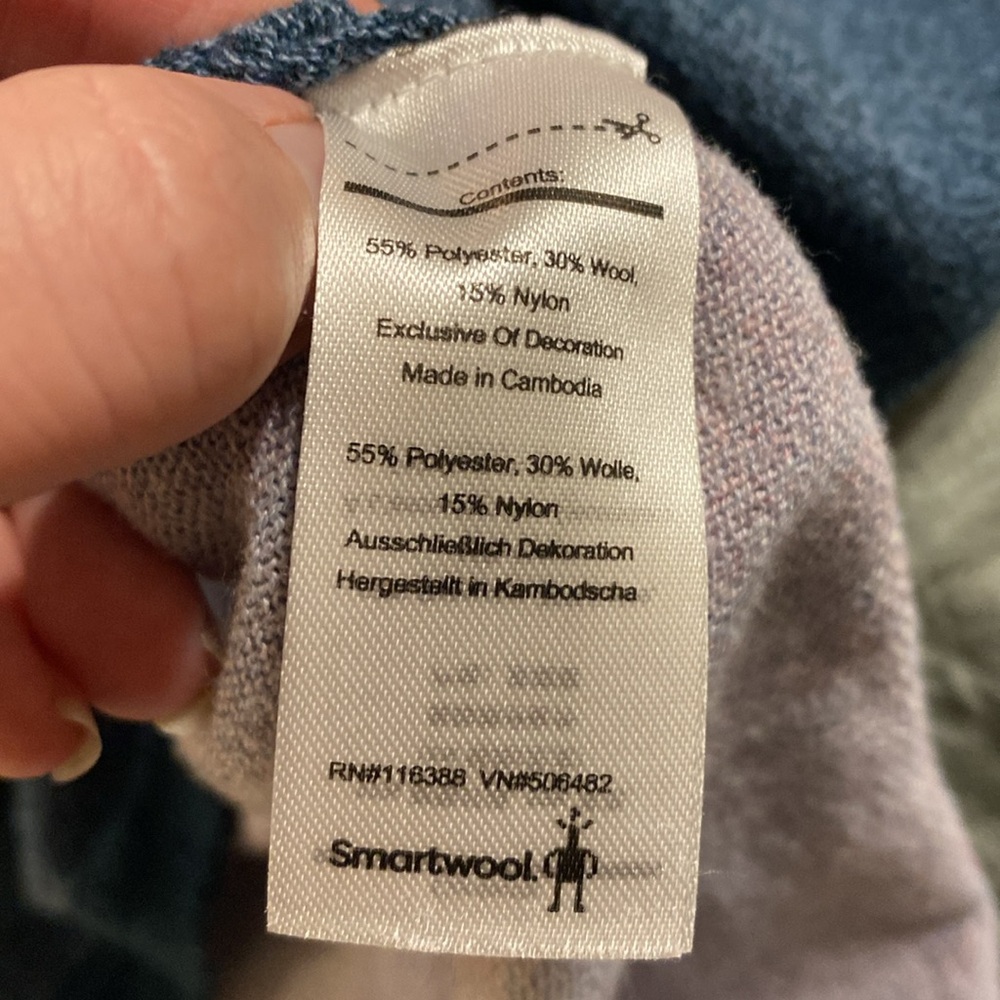 Contents:
55% Polyester, 30% Wool,
15% Nylon
Exclusive Of Decoration
Made in Cambodia
55% Polyester, 30% Wolle,
15% Nylon
Ausschließlich Dekoration
Hergestellt in Kambodscha
RN#116388 VN#506482
Smartwool.